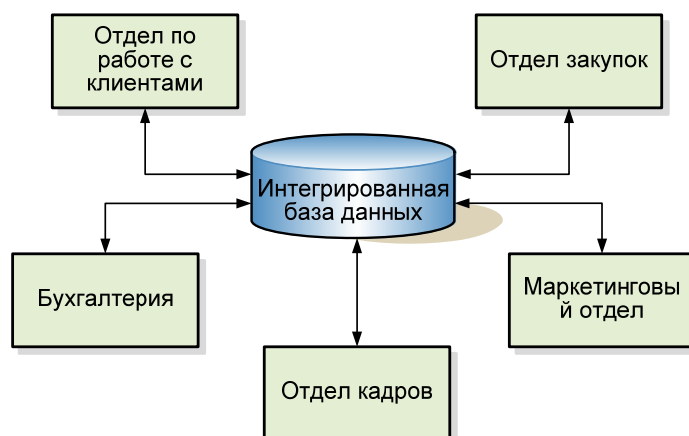 Отдел по
работе с
клиентами
Отдел закупок
Интегрированная
база данных
Бухгалтерия
Маркетинговы
й отдел
Отдел кадров